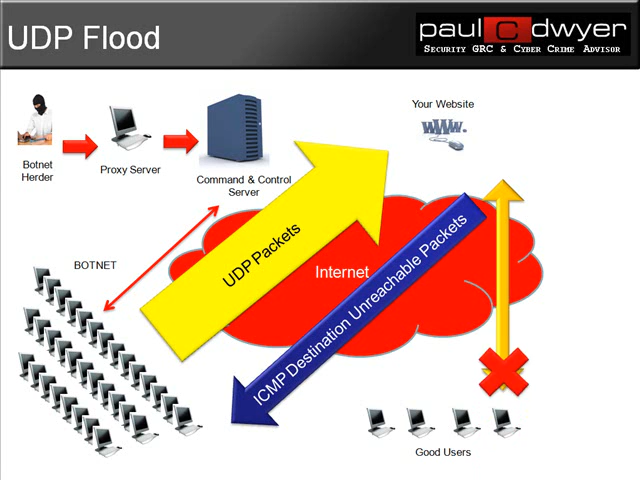 UDP Flood
paul c dwyer
Security GRC & Cyber Crime Advisor
Your Website
www.
Botnet
Herder
Proxy Server
Command & Control
Server
UDP Packets
BOTNET
Internet
ICMP Destination Unreachable Packets
Good Users